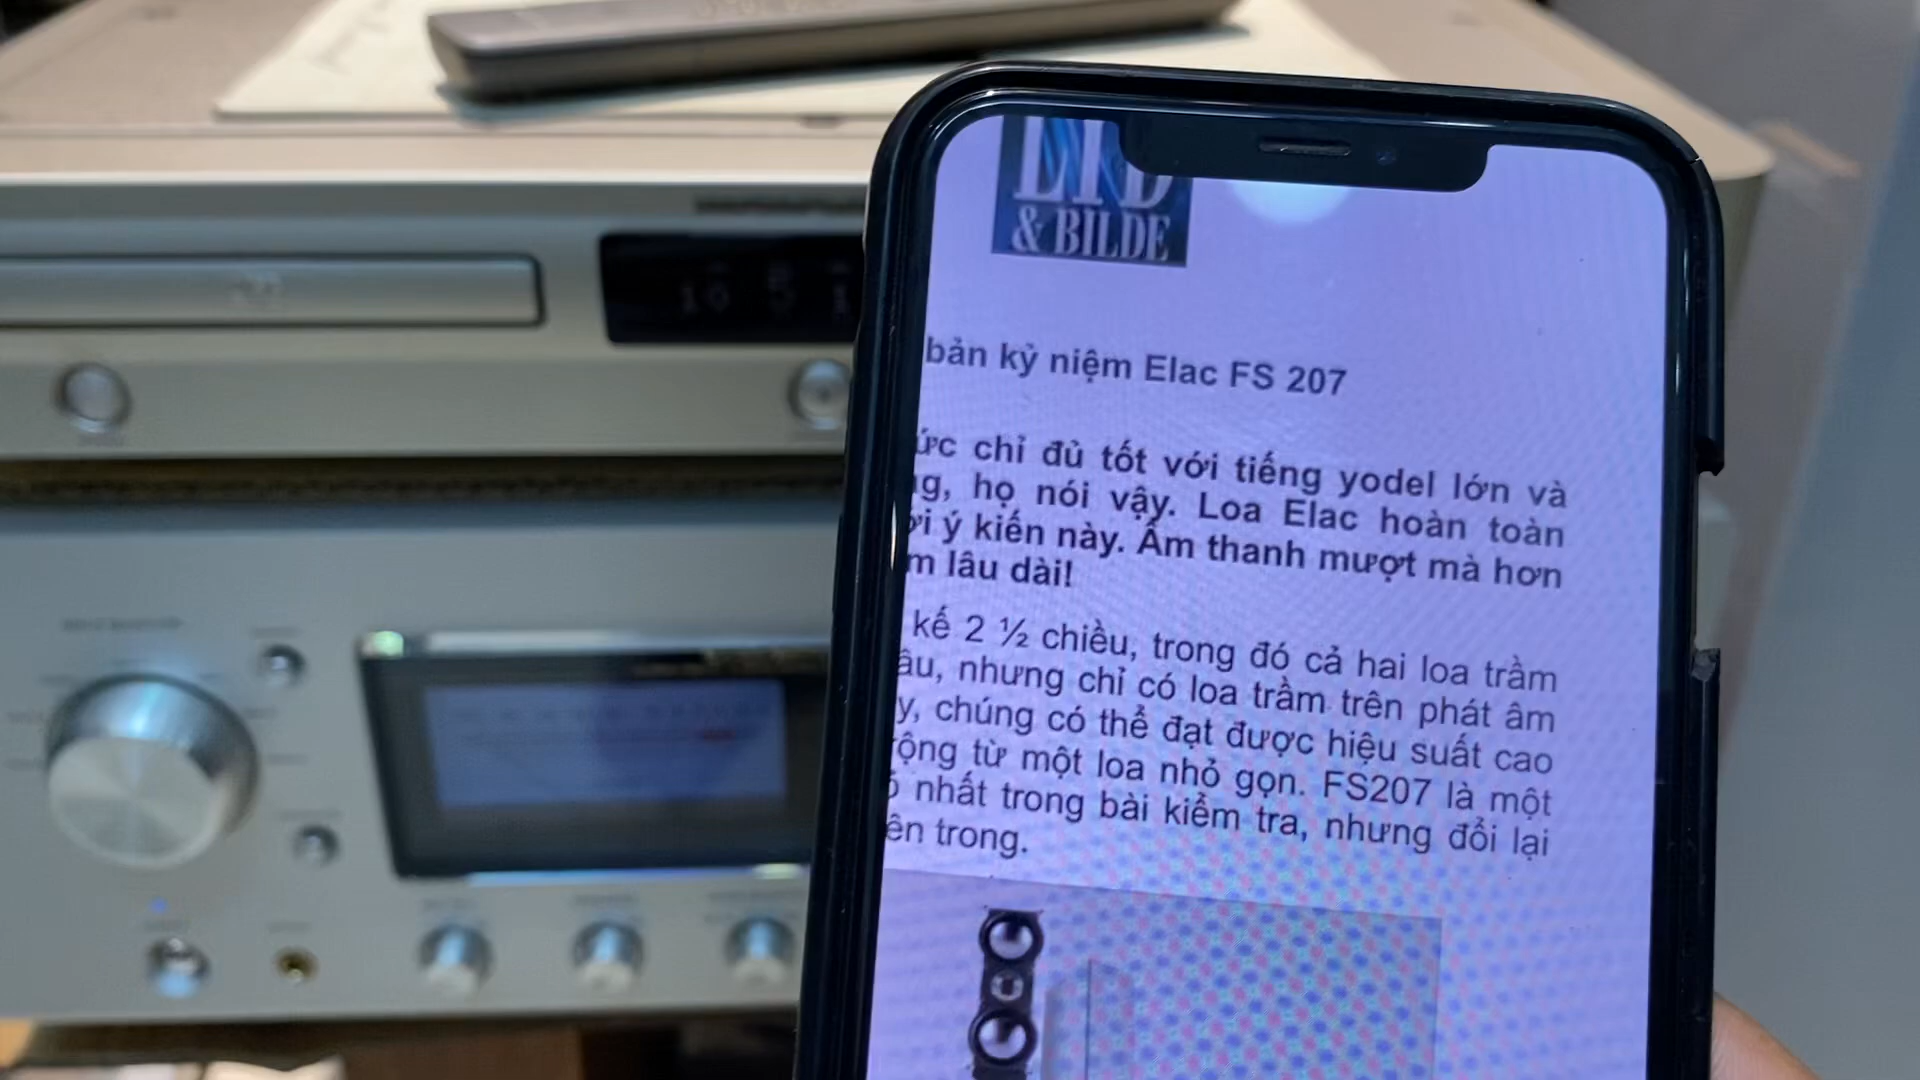 & BILDE
bản kỷ niệm Elac FS 207
ức chỉ đủ tốt với tiếng yodel lớn và
g, họ nói vậy. Loa Elac hoàn toàn
ới ý kiến này. Âm thanh mượt mà hơn
m lâu dài!
kế 2 ½ chiều, trong đó cả hai loa trầm
âu, nhưng chỉ có loa trầm trên phát âm
y, chúng có thể đạt được hiệu suất cao
rộng từ một loa nhỏ gọn. FS207 là một
nhất trong bài kiểm tra, nhưng đổi lại
ên trong.